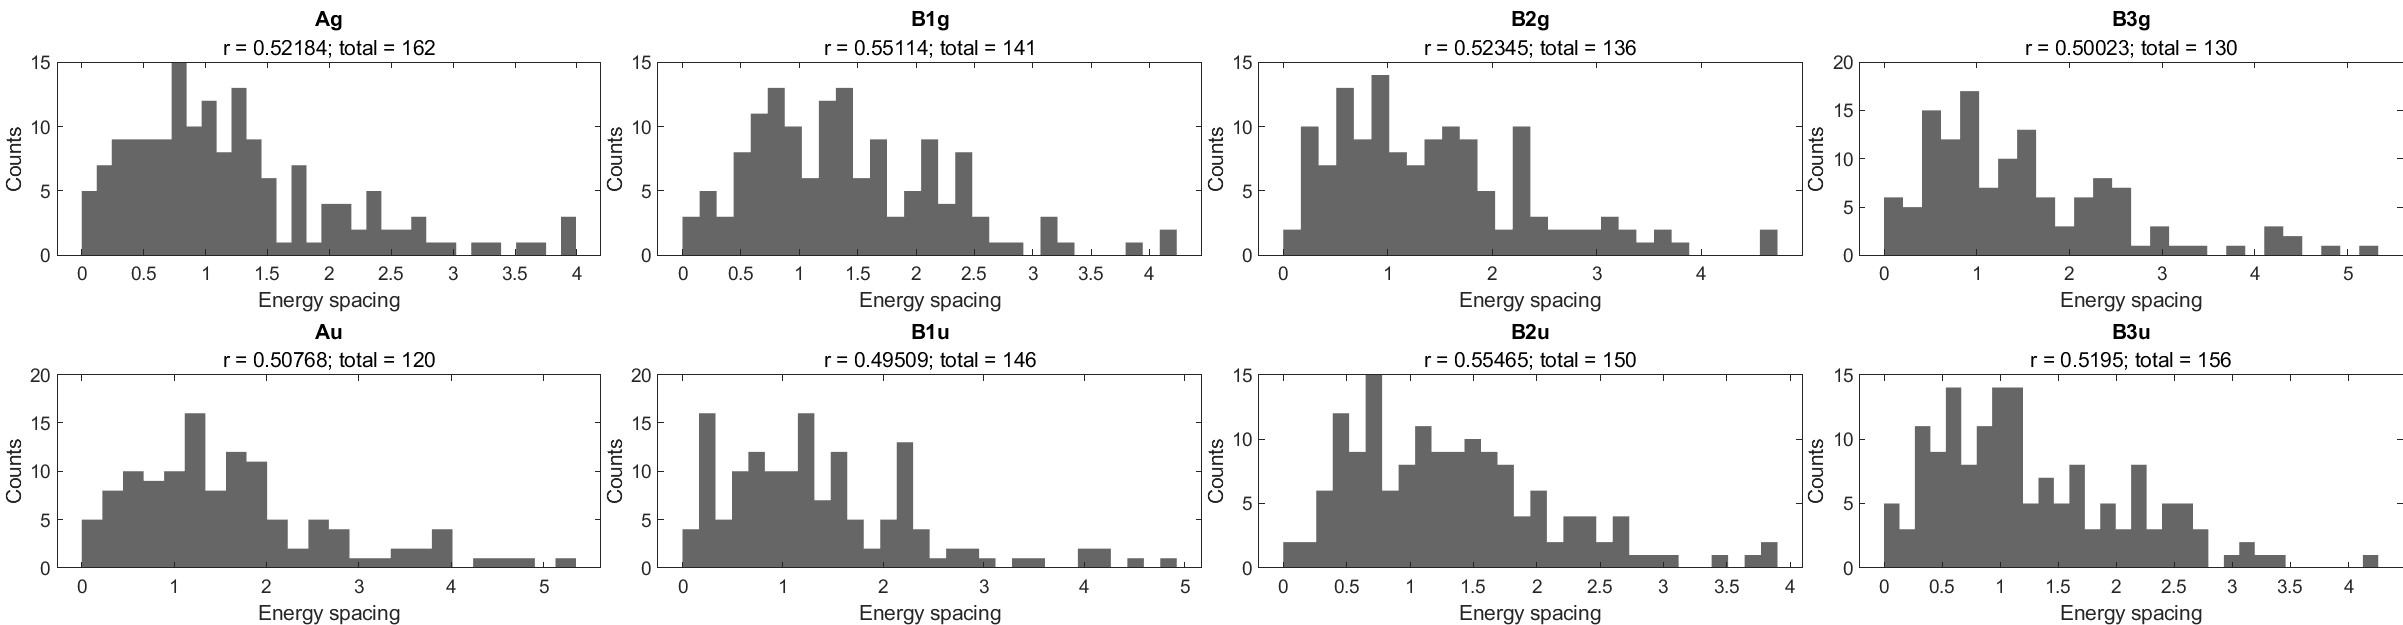 Ag
r = 0.52184; total = 162
15
10
5
0
Counts
0 0.5 1 1.5 2 2.5 3 3.5 4
Energy spacing
B1g
r = 0.55114; total = 141
15
10
5
0
Counts
0 0.5 1 1.5 2 2.5 3 3.5 4
Energy spacing
B2g
r = 0.52345; total = 136
15
10
5
0
Counts
0 1 2 3 4
Energy spacing
B3g
r = 0.50023; total = 130
20
15
10
5
0
Counts
0 1 2 3 4 5
Energy spacing
Au
r = 0.50768; total = 120
20
15
10
5
0
Counts
0 1 2 3 4 5
Energy spacing
B1u
r = 0.49509; total = 146
20
15
10
5
0
Counts
0 1 2 3 4 5
Energy spacing
B2u
r = 0.55465; total = 150
15
10
5
0
Counts
0 0.5 1 1.5 2 2.5 3 3.5 4
Energy spacing
B3u
r = 0.5195; total = 156
15
10
5
0
Counts
0 0.5 1 1.5 2 2.5 3 3.5 4
Energy spacing